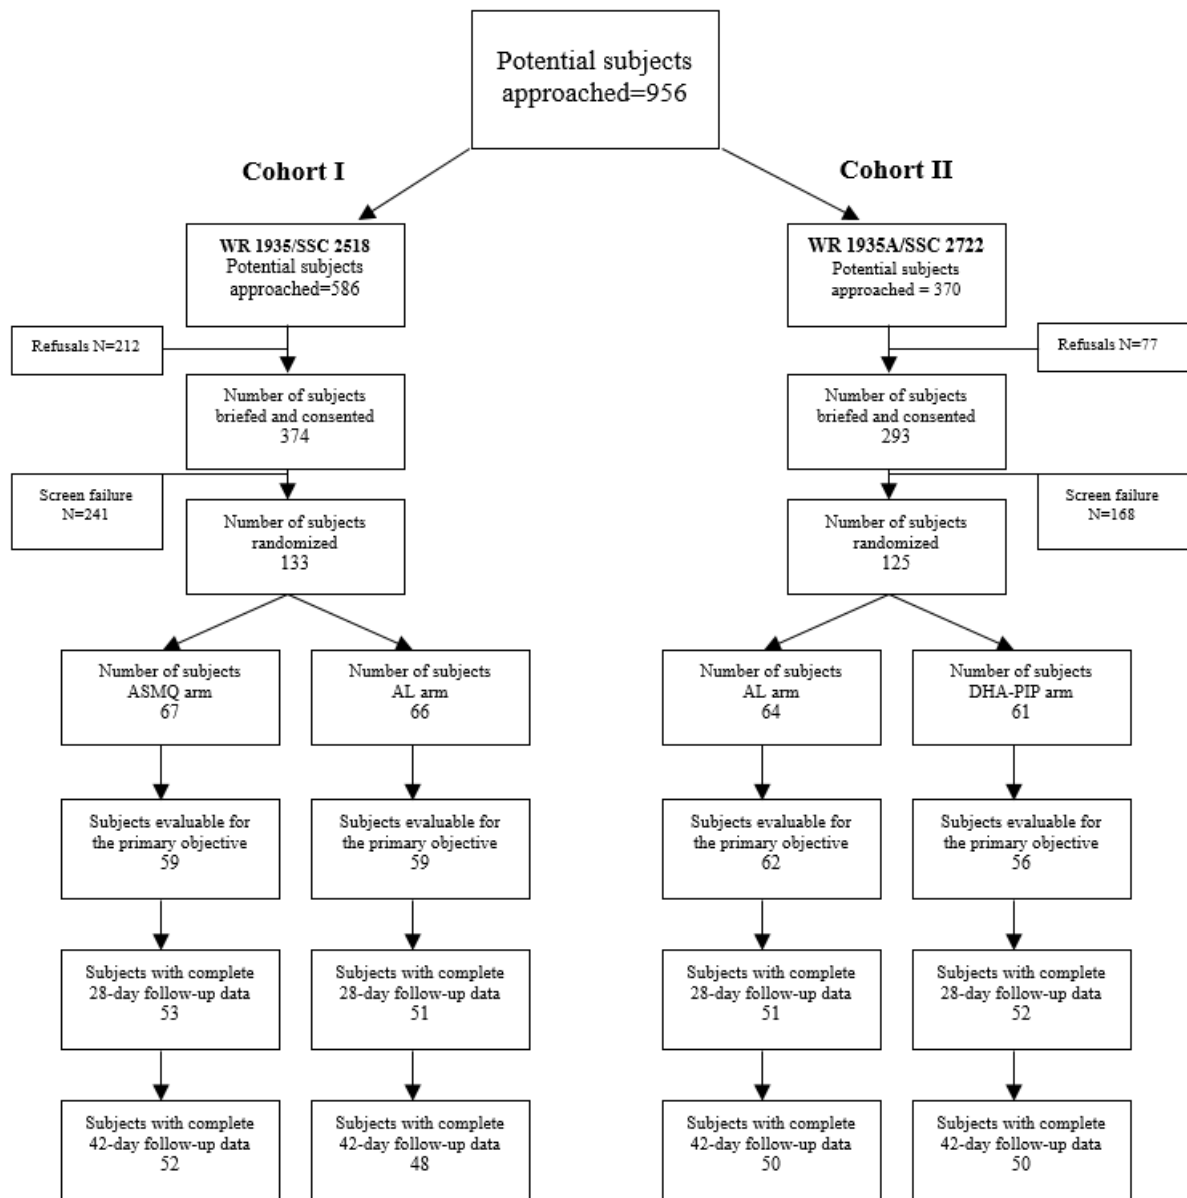 Potential subjects
approached=956
Cohort I
Cohort II
WR 1935/SSC 2518
Potential subjects
approached=586
WR 1935A/SSC 2722
Potential subjects
approached = 370
Refusals N=212
Refusals N=77
Number of subjects
briefed and consented
374
Number of subjects
briefed and consented
293
Screen failure
N=241
Screen failure
N=168
Number of subjects
randomized
133
Number of subjects
randomized
125
Number of subjects
ASMQ arm
67
Number of subjects
AL arm
66
Number of subjects
AL arm
64
Number of subjects
DHA-PIP arm
61
Subjects evaluable for
the primary objective
59
Subjects evaluable for
the primary objective
59
Subjects evaluable for
the primary objective
62
Subjects evaluable for
the primary objective
56
Subjects with complete
28-day follow-up data
53
Subjects with complete
28-day follow-up data
51
Subjects with complete
28-day follow-up data
51
Subjects with complete
28-day follow-up data
52
Subjects with complete
42-day follow-up data
52
Subjects with complete
42-day follow-up data
48
Subjects with complete
42-day follow-up data
50
Subjects with complete
42-day follow-up data
50